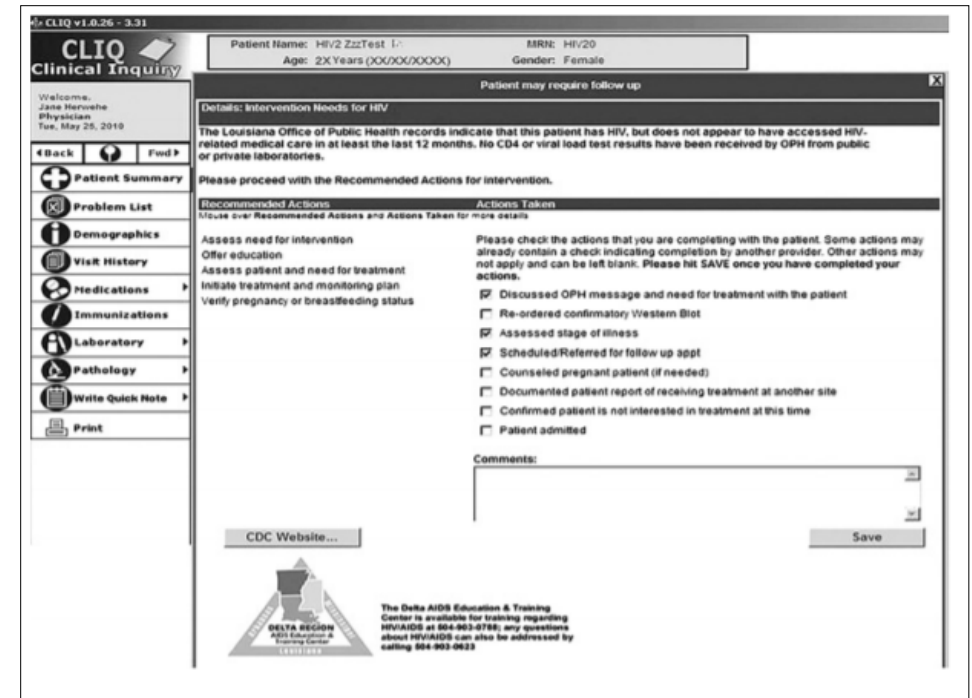 CLIQ v1.0.26 - 3.31
CLIQ
Clinical Inquiry
Patient Name: HIV2 ZzzTest
MRN: HIV20
Age: 2X Years (XX/XX/XXXX)
Gender: Female
Welcome,
Jane Herwehe
Physician
Tue, May 25, 2010
Back
Fwd
Patient Summary
Problem List
Demographics
Visit History
Medications
Immunizations
Laboratory
Pathology
Write Quick Note
Print
Patient may require follow up
X
Details: Intervention Needs for HIV
The Louisiana Office of Public Health records indicate that this patient has HIV, but does not appear to have accessed HIV-
related medical care in at least the last 12 months. No CD4 or viral load test results have been received by OPH from public
or private laboratories.
Please proceed with the Recommended Actions for intervention.
Recommended Actions
Actions Taken
Mouse over Recommended Actions and Actions Taken for more details
Assess need for intervention
Offer education
Assess patient and need for treatment
Initiate treatment and monitoring plan
Verify pregnancy or breastfeeding status
Please check the actions that you are completing with the patient. Some actions may
already contain a check indicating completion by another provider. Other actions may
not apply and can be left blank. Please hit SAVE once you have completed your
actions.
Discussed OPH message and need for treatment with the patient
Re-ordered confirmatory Western Blot
Assessed stage of illness
Scheduled/Referred for follow up appt
Counseled pregnant patient (if needed)
Documented patient report of receiving treatment at another site
Confirmed patient is not interested in treatment at this time
Patient admitted
Comments:
CDC Website...
Save
DELTA REGION
AIDS Education &
Training Center
LOUISIANA
The Delta AIDS Education & Training
Center is available for training regarding
HIV/AIDS at 504-903-0788; any questions
about HIV/AIDS can also be addressed by
calling 504-903-0623